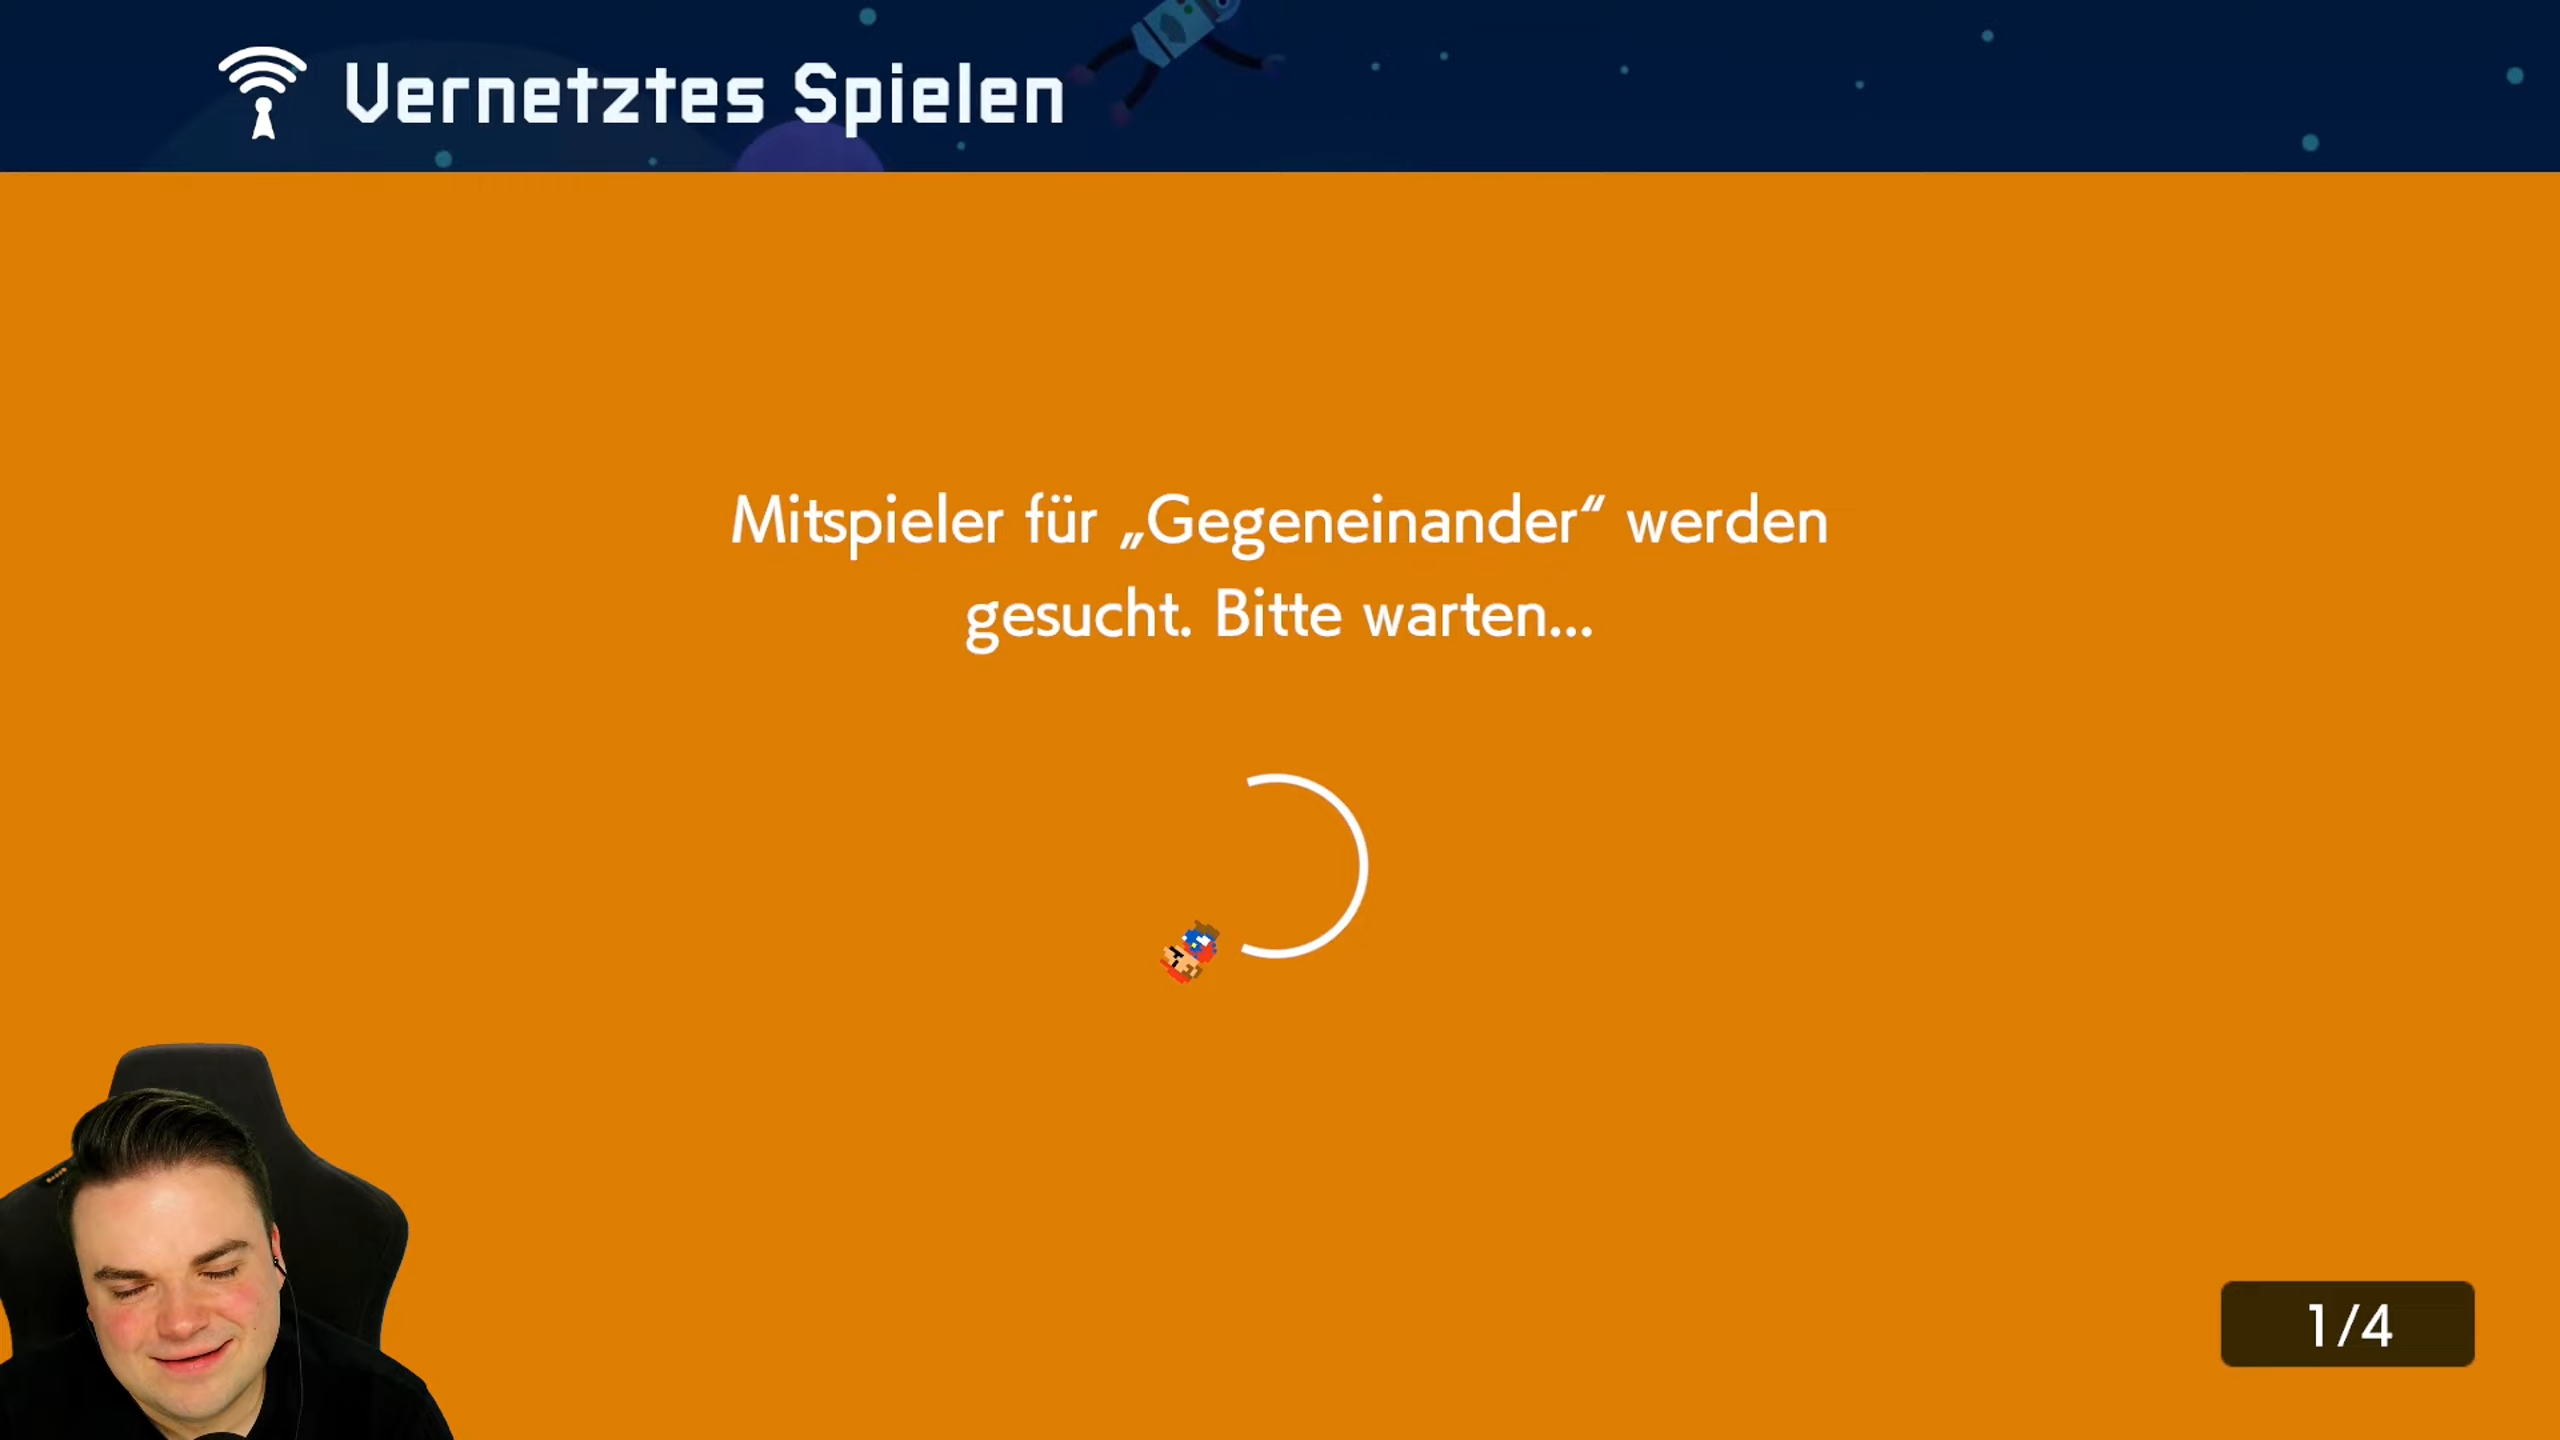 Vernetztes Spielen
Mitspieler für „Gegeneinander“ werden
gesucht. Bitte warten...
1/4